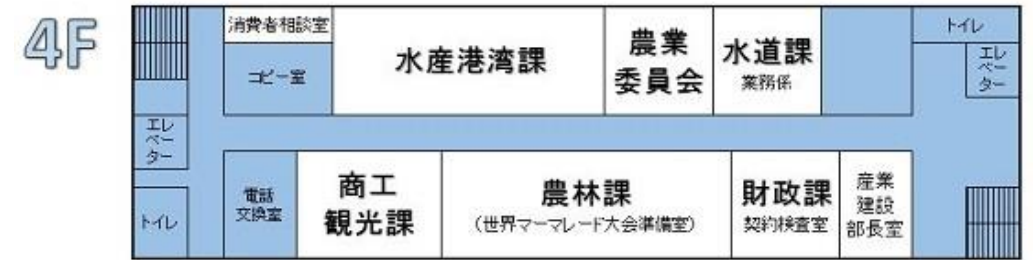 4F
消費者相談室
コピー室
水産港湾課
農業
委員会
水道課
業務係
トイレ
エレ
ベー
ター
エレ
ベー
ター
トイレ
電話
交換室
商工
観光課
農林課
(世界マーマレード大会準備室)
財政課
契約検査室
産業
建設
部長室